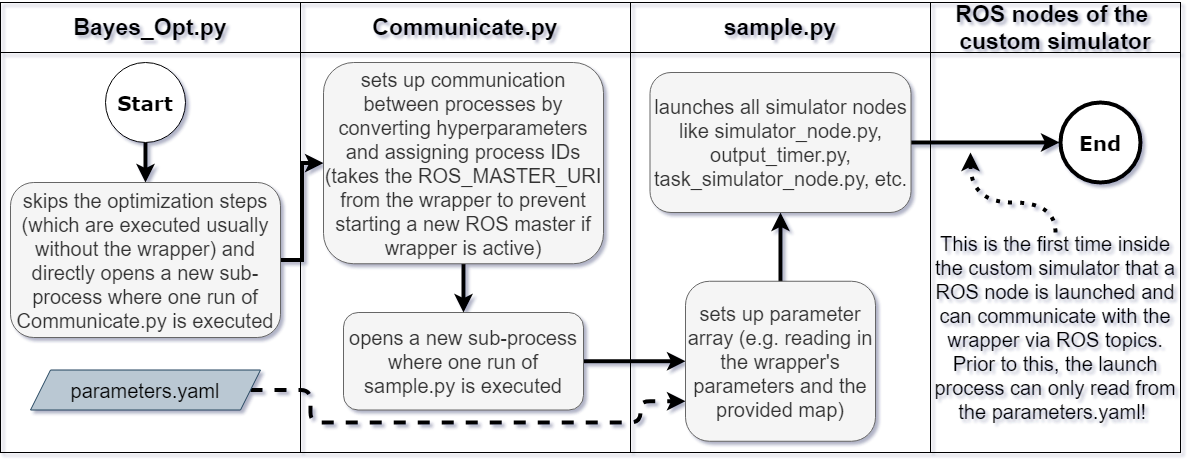 Bayes_Opt.py
Communicate.py
sample.py
ROS nodes of the
custom simulator
Start
skips the optimization steps
(which are executed usually
without the wrapper) and
directly opens a new sub-
process where one run of
Communicate.py is executed
parameters.yaml
sets up communication
between processes by
converting hyperparameters
and assigning process IDs
(takes the ROS_MASTER_URI
from the wrapper to prevent
starting a new ROS master if
wrapper is active)
opens a new sub-process
where one run of
sample.py is executed
launches all simulator nodes
like simulator_node.py,
output_timer.py,
task_simulator_node.py, etc.
sets up parameter
array (e.g. reading in
the wrapper's
parameters and the
provided map)
End
This is the first time inside
the custom simulator that a
ROS node is launched and
can communicate with the
wrapper via ROS topics.
Prior to this, the launch
process can only read from
the parameters.yaml!